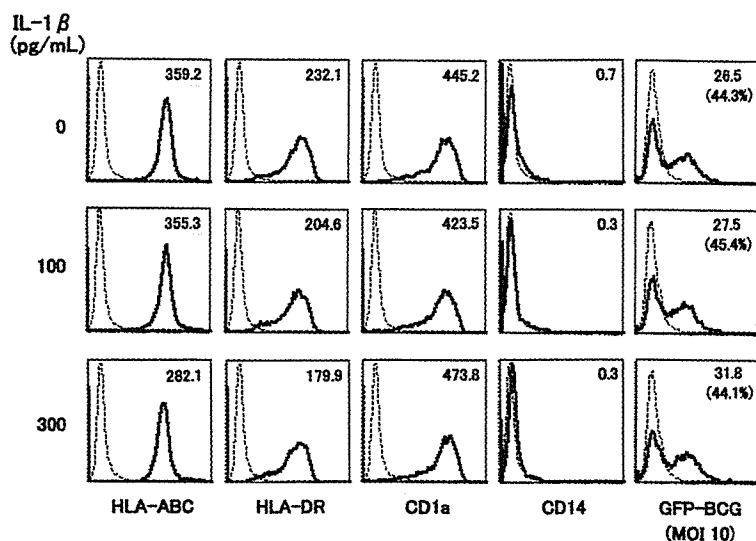 IL-1β
(pg/mL)
0
359.2
232.1
445.2
0.7
26.5
(44.3%)
100
355.3
204.6
423.5
0.3
27.5
(45.4%)
300
282.1
179.9
473.8
0.3
31.8
(44.1%)
HLA-ABC
HLA-DR
CD1a
CD14
GFP-BCG
(MOI 10)